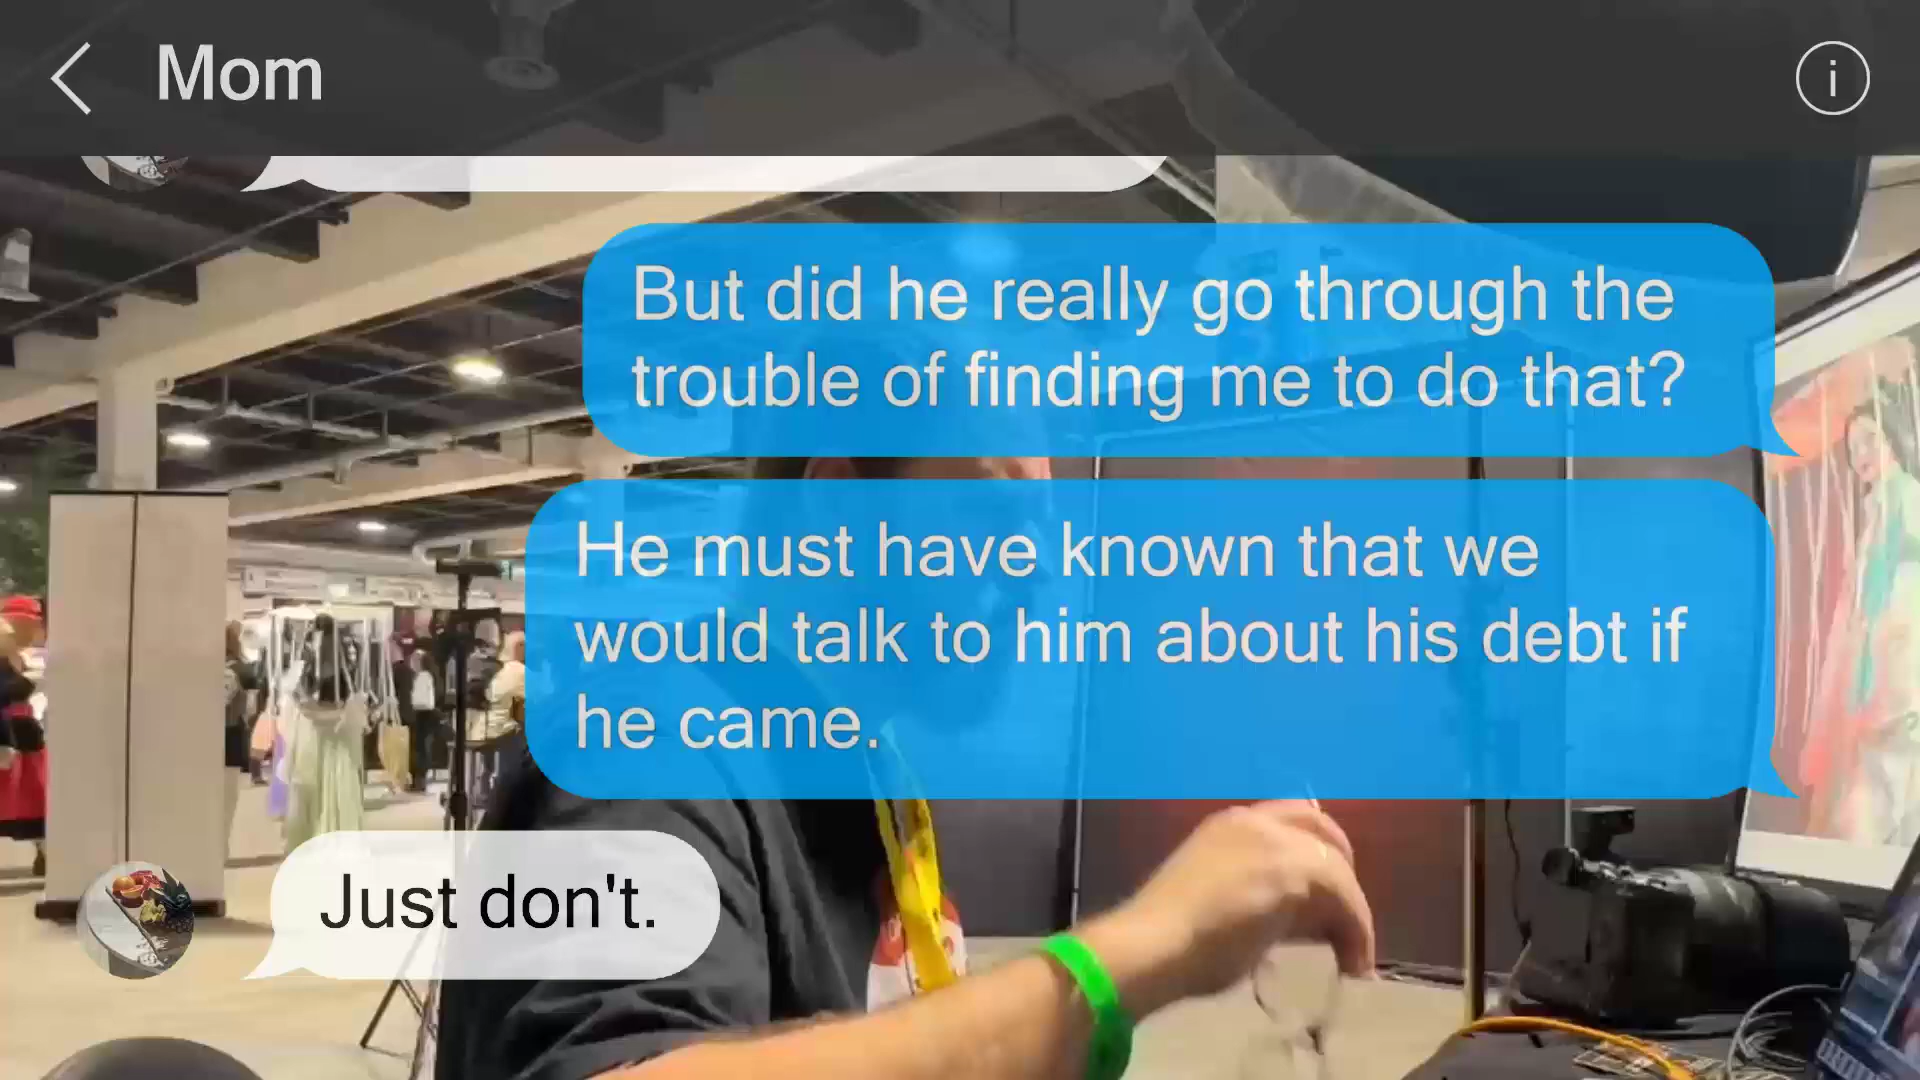 Mom
But did he really go through the
trouble of finding me to do that?
He must have known that we
would talk to him about his debt if
he came.
Just don't.